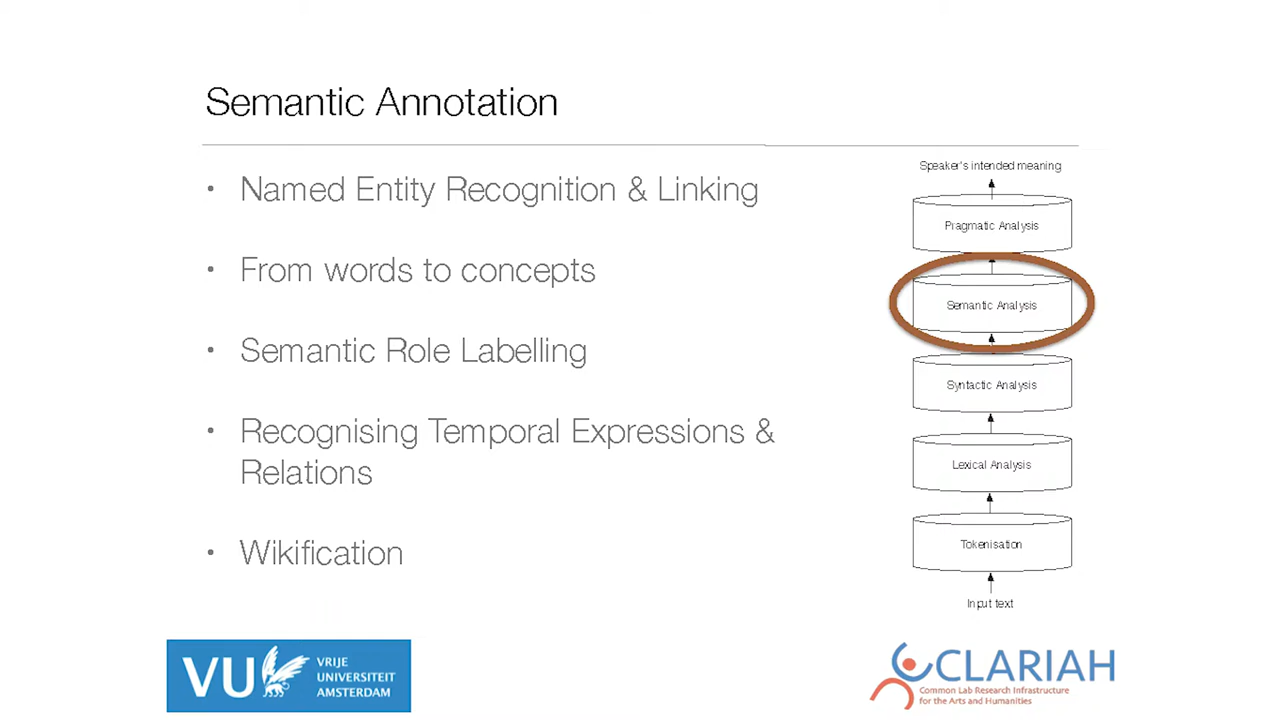 Semantic Annotation
• Named Entity Recognition & Linking
• From words to concepts
• Semantic Role Labelling
• Recognising Temporal Expressions &
Relations
• Wikification
Speaker's intended meaning
Pragmatic Analysis
Semantic Analysis
Syntactic Analysis
Lexical Analysis
Tokenisation
Input text
VU
VRIJE
UNIVERSITEIT
AMSTERDAM
CLARIAH
Common Lab Research Infrastructure
for the Arts and Humanities